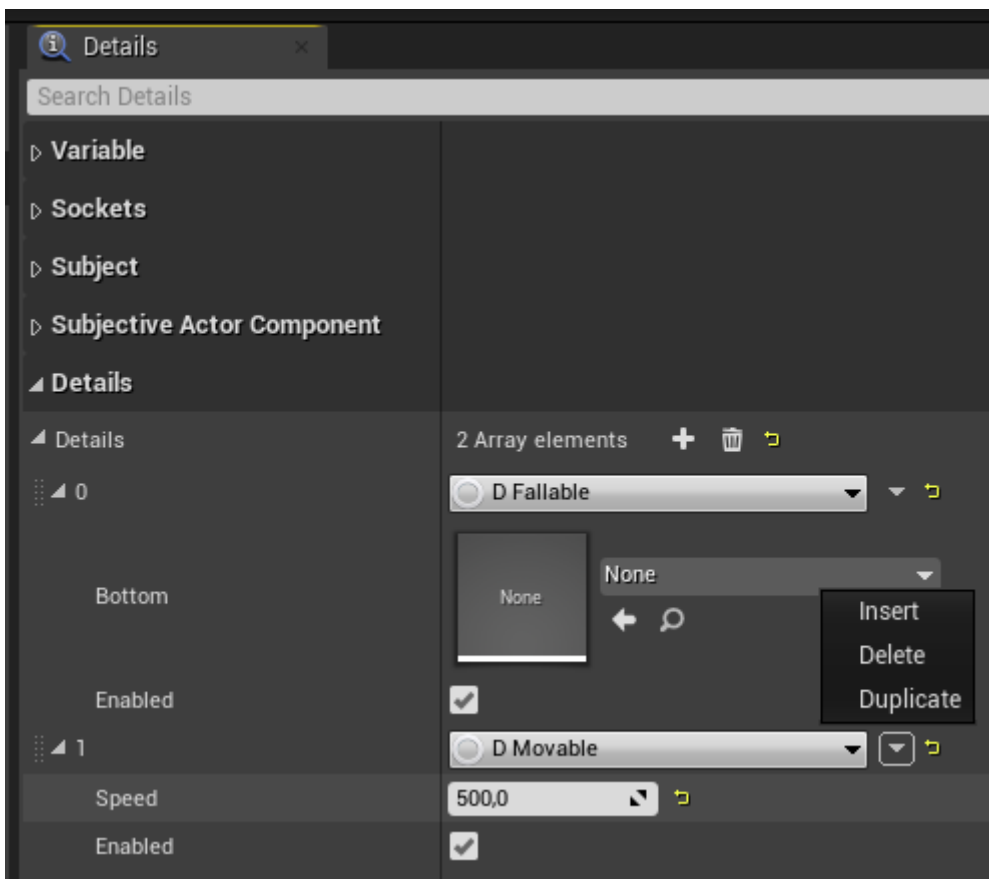 Details
Search Details
Variable
Sockets
Subject
Subjective Actor Component
Details
Details 2 Array elements
0 D Fallable
Bottom None None
Insert
Delete
Duplicate
Enabled
1 D Movable
Speed 500,0
Enabled